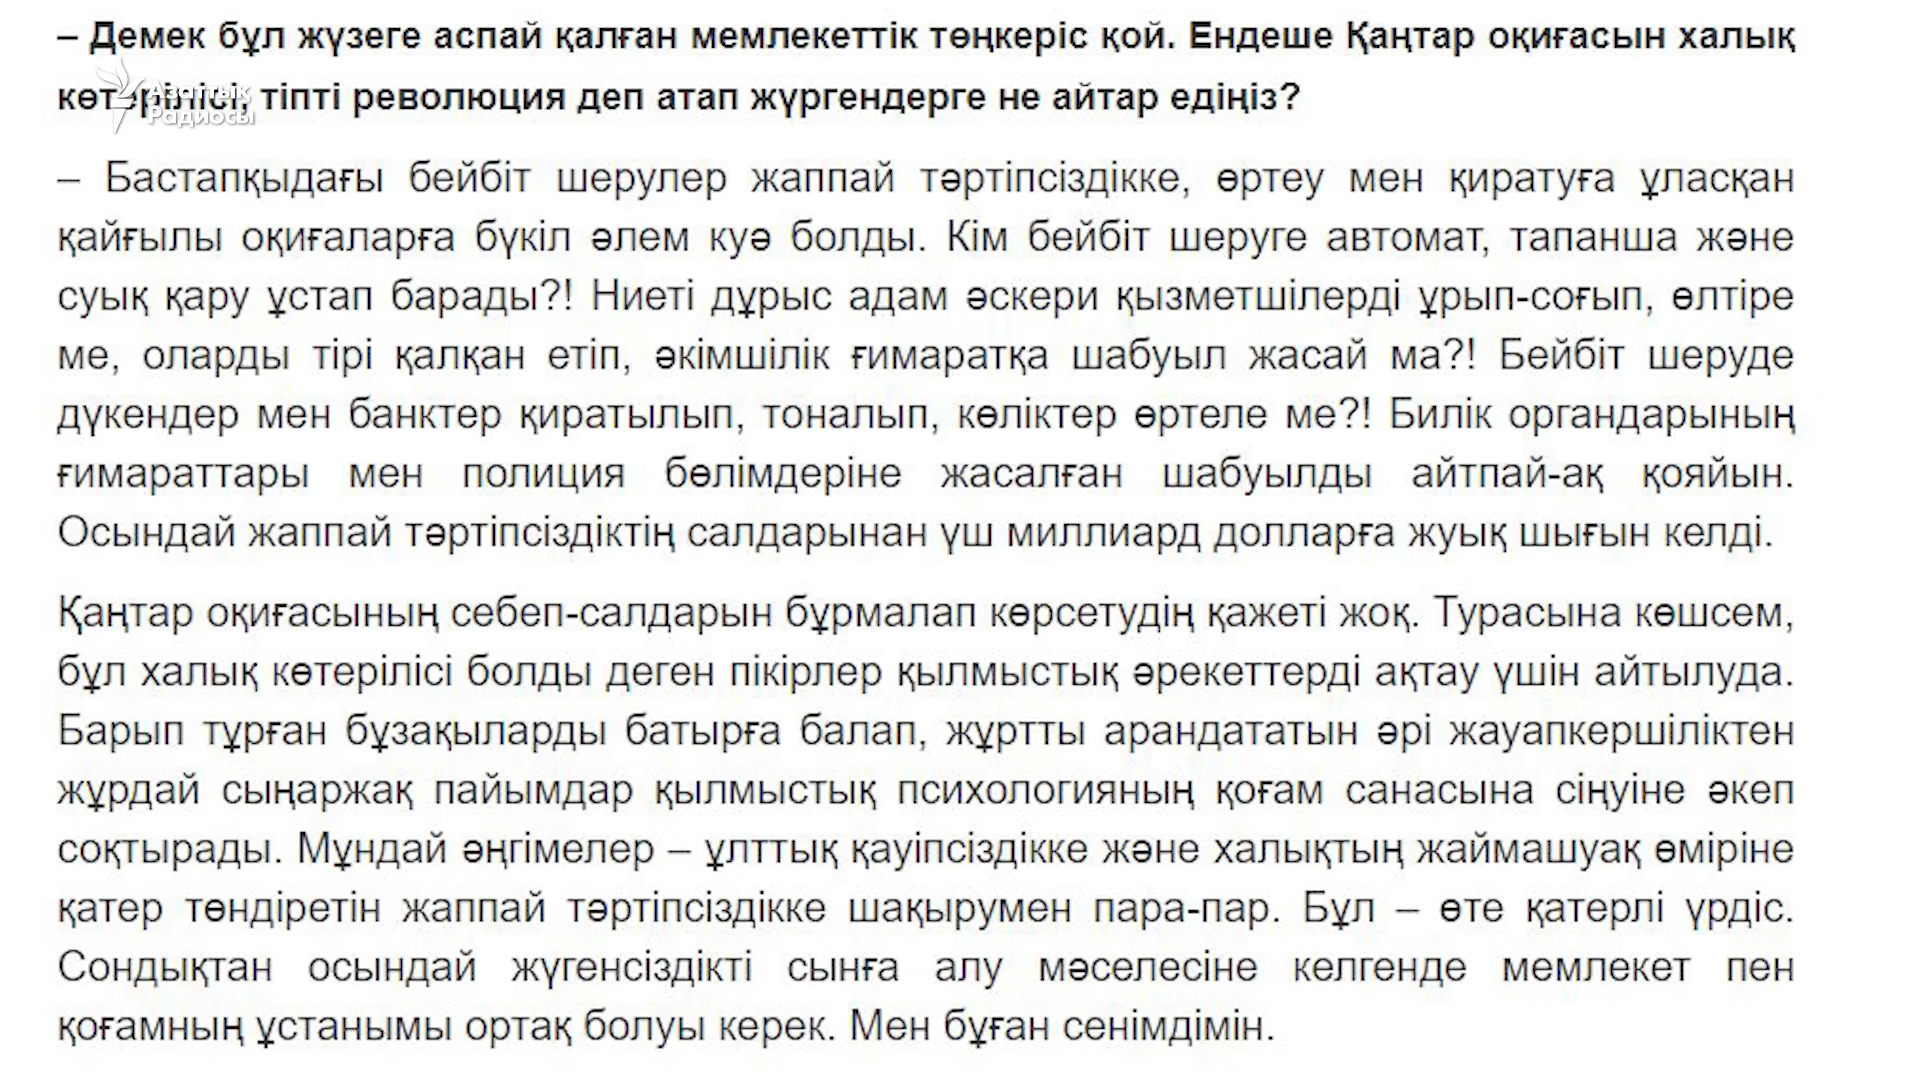 – Демек бұл жүзеге аспай қалған мемлекеттік төңкеріс қой. Ендеше Қаңтар оқиғасын халық
көтерілісі, тіпті революция деп атап жүргендерге не айтар едіңіз?
Азаттық
Радиосы
– Бастапқыдағы бейбіт шерулер жаппай тәртіпсіздікке, өртеу мен қиратуға ұласқан
қайғылы оқиғаларға бүкіл әлем куә болды. Кім бейбіт шеруге автомат, тапанша және
суық қару ұстап барады?! Ниеті дұрыс адам әскери қызметшілерді ұрып-соғып, өлтіре
ме, оларды тірі қалқан етіп, әкімшілік ғимаратқа шабуыл жасай ма?! Бейбіт шеруде
дүкендер мен банктер қиратылып, тоналып, көліктер өртеле ме?! Билік органдарының
ғимараттары мен полиция бөлімдеріне жасалған шабуылды айтпай-ақ қояйын.
Осындай жаппай тәртіпсіздіктің салдарынан үш миллиард долларға жуық шығын келді.
Қаңтар оқиғасының себеп-салдарын бұрмалап көрсетудің қажеті жоқ. Турасына көшсем,
бұл халық көтерілісі болды деген пікірлер қылмыстық әрекеттерді ақтау үшін айтылуда.
Барып тұрған бұзақыларды батырға балап, жұртты арандататын әрі жауапкершіліктен
жұрдай сыңаржақ пайымдар қылмыстық психологияның қоғам санасына сіңуіне әкеп
соқтырады. Мұндай әңгімелер – ұлттық қауіпсіздікке және халықтың жаймашуақ өміріне
қатер төндіретін жаппай тәртіпсіздікке шақырумен пара-пар. Бұл – өте қатерлі үрдіс.
Сондықтан осындай жүгенсіздікті сынға алу мәселесіне келгенде мемлекет пен
қоғамның ұстанымы ортақ болуы керек. Мен бұған сенімдімін.